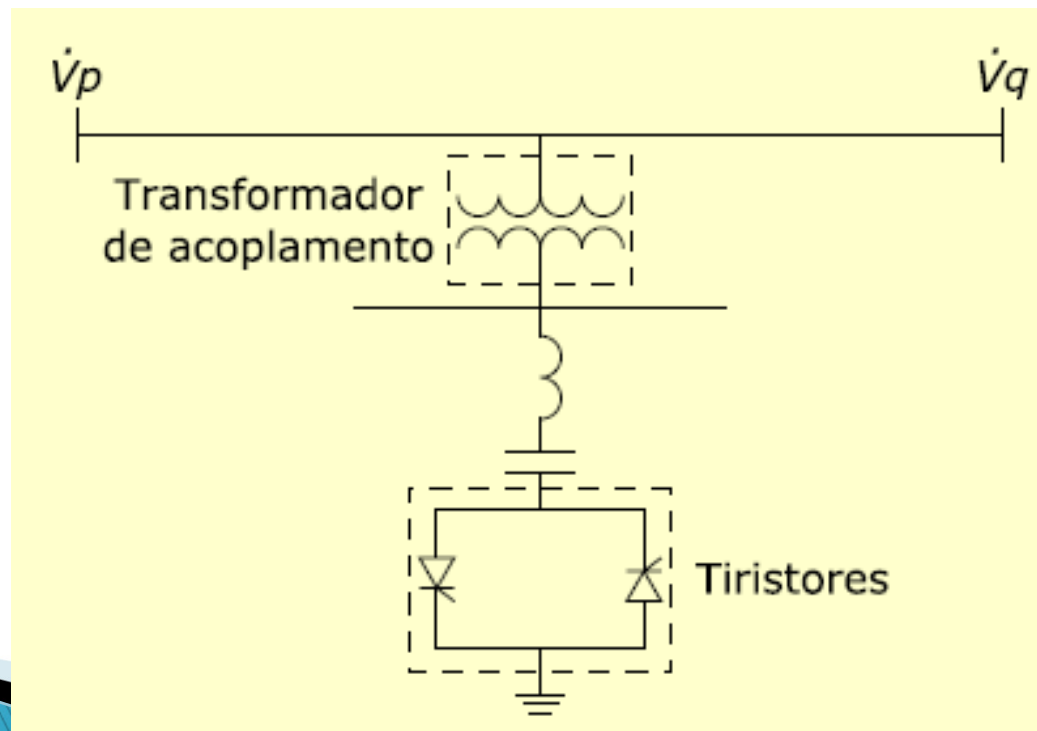 V̇p
V̇q
Transformador
de acoplamento
Tiristores